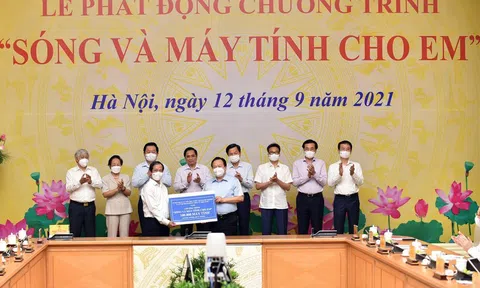 LỄ PHÁT ĐỘNG CHƯƠNG TRÌNH
"SÓNG VÀ MÁY TÍNH CHO EM"
Hà Nội, ngày 12 tháng 9 năm 2021